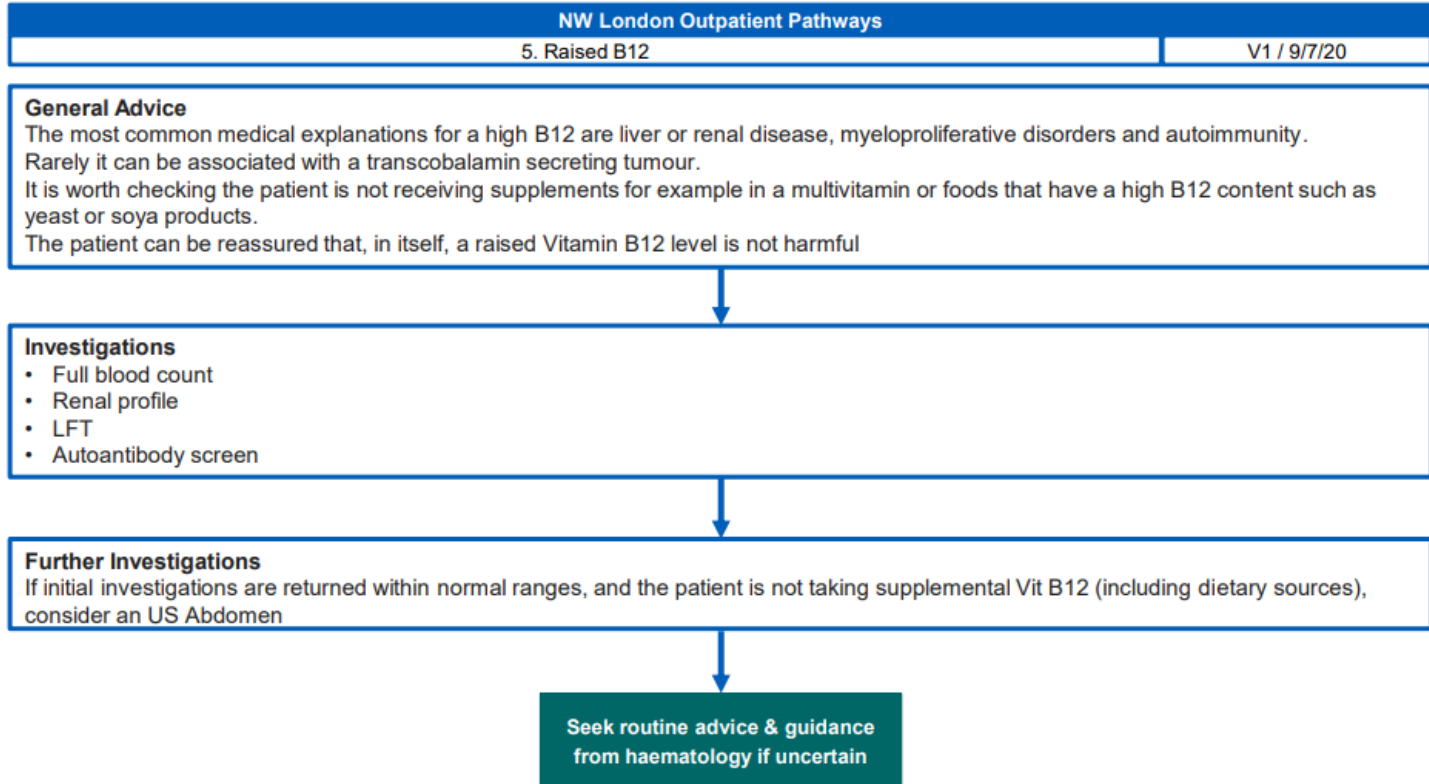 NW London Outpatient Pathways
5. Raised B12
V1 / 9/7/20
General Advice
The most common medical explanations for a high B12 are liver or renal disease, myeloproliferative disorders and autoimmunity.
Rarely it can be associated with a transcobalamin secreting tumour.
It is worth checking the patient is not receiving supplements for example in a multivitamin or foods that have a high B12 content such as
yeast or soya products.
The patient can be reassured that, in itself, a raised Vitamin B12 level is not harmful
Investigations
• Full blood count
• Renal profile
• LFT
• Autoantibody screen
Further Investigations
If initial investigations are returned within normal ranges, and the patient is not taking supplemental Vit B12 (including dietary sources),
consider an US Abdomen
Seek routine advice & guidance
from haematology if uncertain